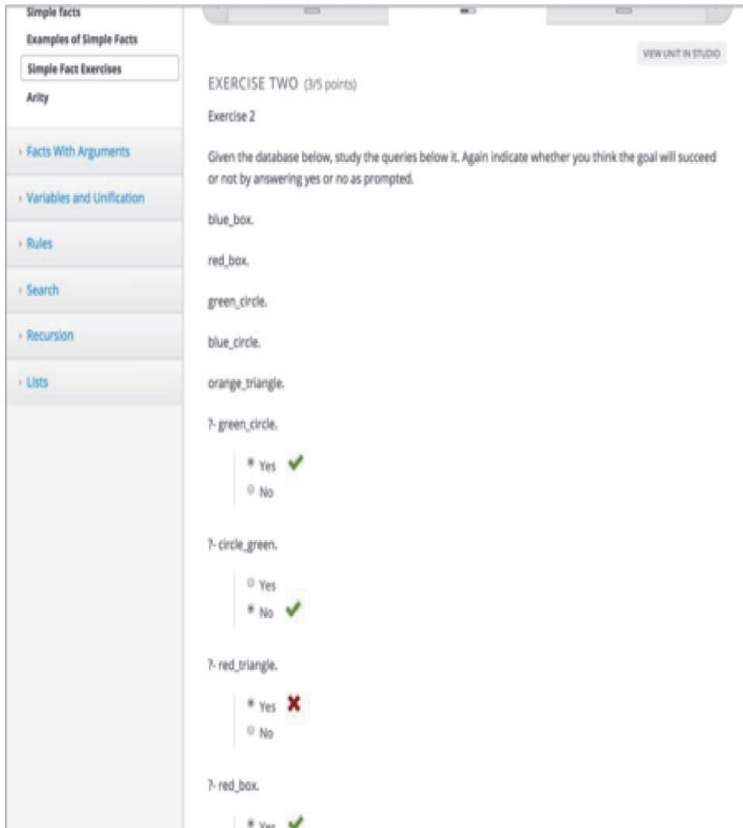 Simple facts
Examples of Simple Facts
Simple Fact Exercises
Arity
Facts With Arguments
Variables and Unification
Rules
Search
Recursion
Lists
VIEW UNIT IN STUDIO
EXERCISE TWO (3/5 points)
Exercise 2
Given the database below, study the queries below it. Again indicate whether you think the goal will succeed
or not by answering yes or no as prompted.
blue_box.
red_box.
green_circle.
blue_circle.
orange_triangle.
?- green_circle.
Yes
No
?- circle_green.
Yes
No
?- red_triangle.
Yes
No
?- red_box.
Yes